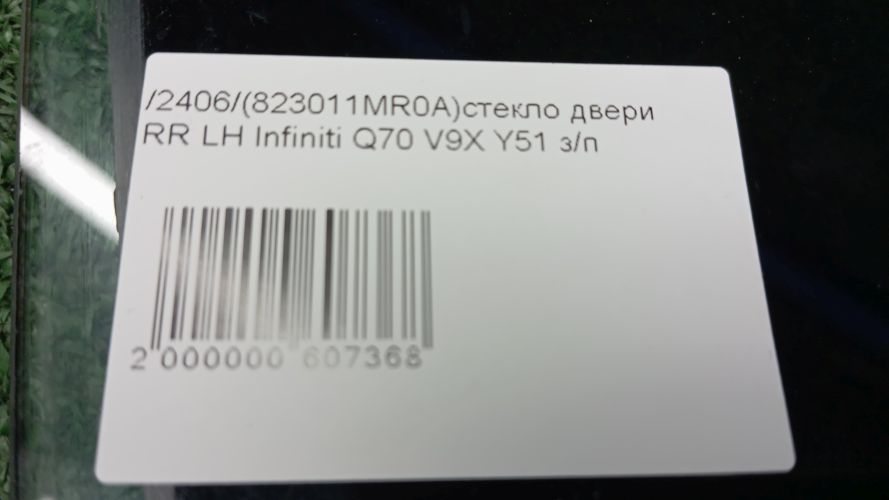 /2406/(823011MR0A)стекло двери
RR LH Infiniti Q70 V9X Y51 з/п
2 000000 607368